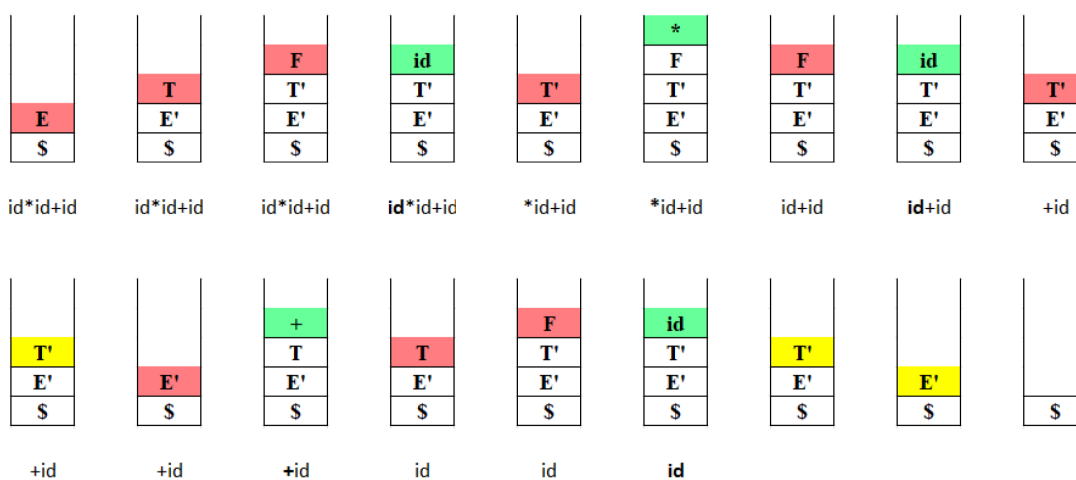 *
F id F F id
T T' T' T' T' T' T' T'
E E' E' E' E' E' E' E' E'
$ $ $ $ $ $ $ $ $
id*id+id id*id+id id*id+id id*id+id *id+id *id+id id+id id+id +id
+ F id
T' T T T' T' T'
E' E' E' E' E' E' E' E'
$ $ $ $ $ $ $ $ $
+id +id +id id id id